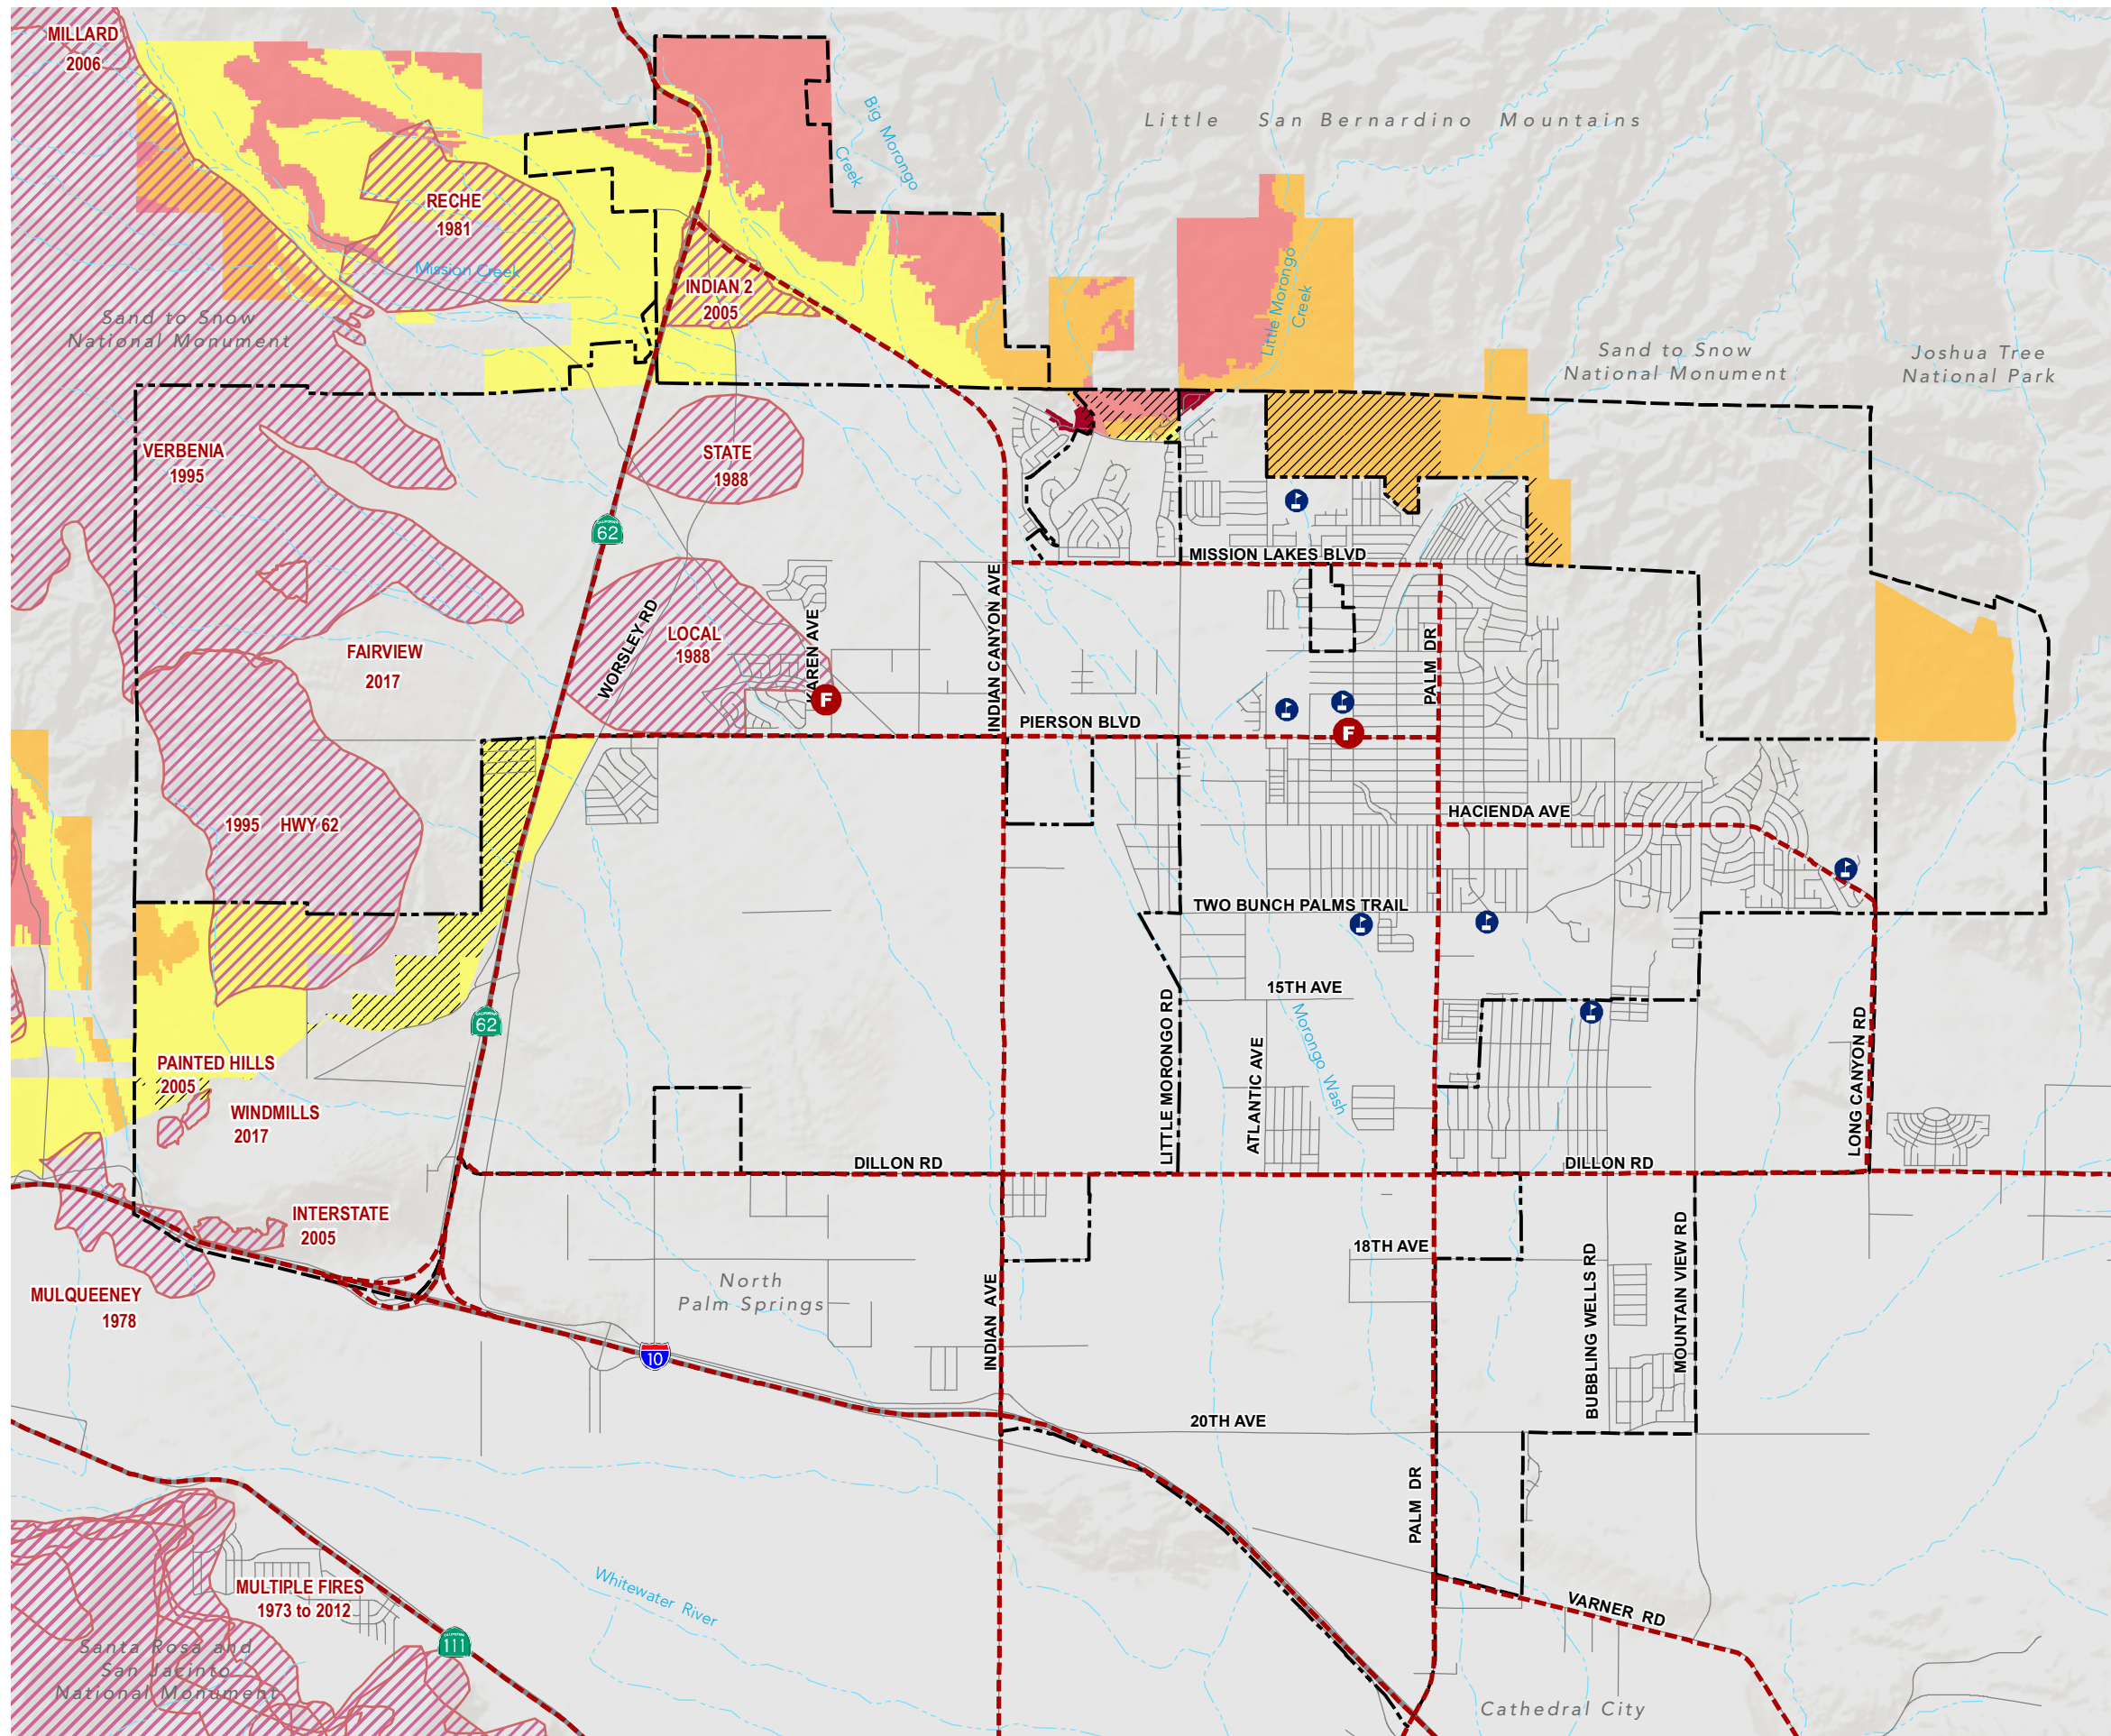 MILLARD
2006
Big Morongo
Creek
Little San Bernardino Mountains
RECHE
1981
Mission Creek
INDIAN 2
2005
Little Morongo
Creek
Sand to Snow
National Monument
Sand to Snow
National Monument
Joshua Tree
National Park
VERBENIA
1995
STATE
1988
CALIFORNIA
62
MISSION LAKES BLVD
INDIAN CANYON AVE
WORSLEY RD
LOCAL
1988
KAREN AVE
F
FAIRVIEW
2017
PALM DR
PIERSON BLVD
F
1995 HWY 62
HACIENDA AVE
TWO BUNCH PALMS TRAIL
15TH AVE
LITTLE MORONGO RD
Morongo Wash
ATLANTIC AVE
LONG CANYON RD
CALIFORNIA
62
PAINTED HILLS
2005
WINDMILLS
2017
DILLON RD
DILLON RD
INTERSTATE
2005
MULQUEENEY
1978
North
Palm Springs
INDIAN AVE
18TH AVE
BUBBLING WELLS RD
MOUNTAIN VIEW RD
10
20TH AVE
PALM DR
MULTIPLE FIRES
1973 to 2012
Whitewater River
VARNER RD
CALIFORNIA
111
Santa Rosa and
San Jacinto
National Monument
Cathedral City